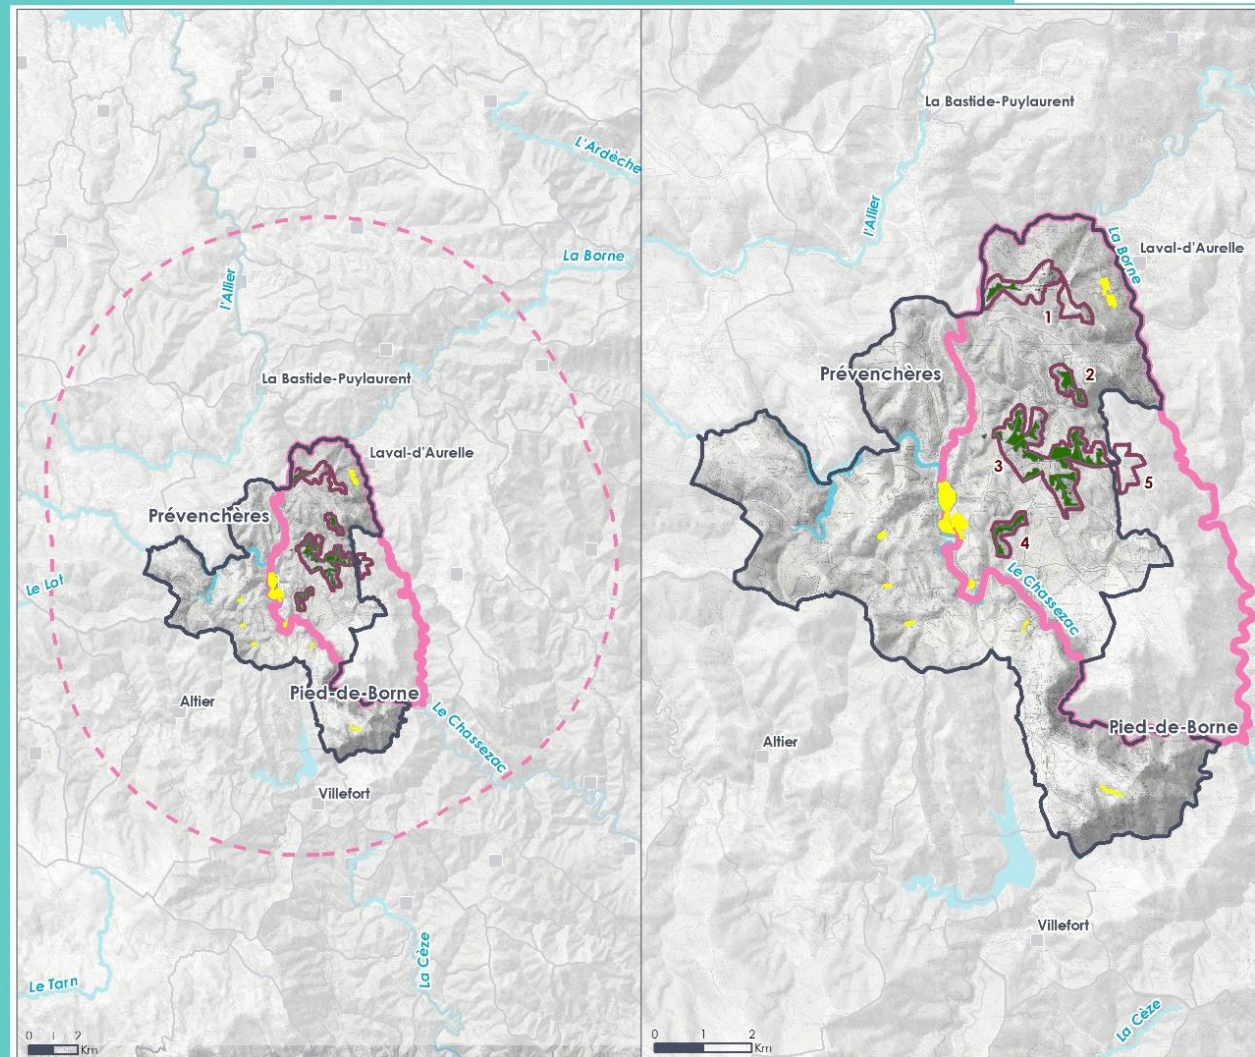 L'Ardèche
La Borne
l'Allier
La Bastide-Puylaurent
Laval-d'Aurelle
Prévenchères
Le Lot
Pied-de-Borne
Altier
Le Chassezac
Villefort
La Cèze
Le Tarn
0 1 2
Km
La Bastide-Puylaurent
l'Allier
La Borne
Laval-d'Aurelle
1
Prévenchères
2
3
5
4
Le Chassezac
Pied-de-Borne
Altier
Villefort
La Cèze
0 1 2
Km